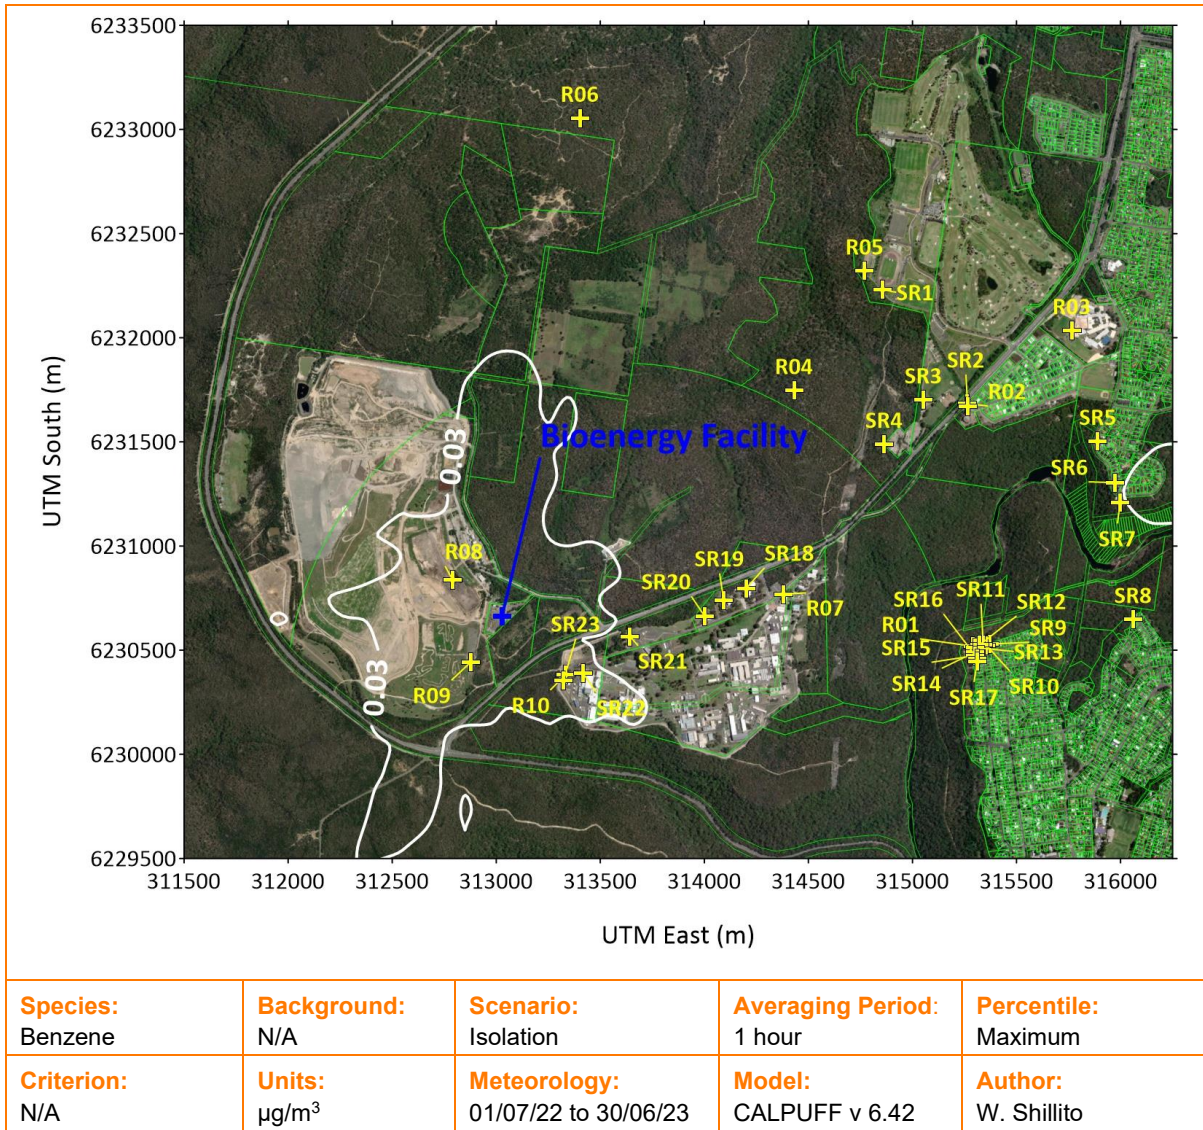 6233500
6233000
6232500
6232000
6231500
6231000
6230500
6230000
6229500
UTM South (m)
R06
R05
SR1
R03
R04
SR2
SR3
R02
SR4
SR5
SR6
SR7
Bioenergy Facility
0.03
R08
SR18
SR19
SR20
R07
SR11
SR16
SR12
SR8
R01
SR9
SR23
SR15
SR13
SR21
0.03
R09
SR14
SR10
R10
SR22
SR17
311500 312000 312500 313000 313500 314000 314500 315000 315500 316000
UTM East (m)
Species: Background: Scenario: Averaging Period: Percentile:
Benzene N/A Isolation 1 hour Maximum
Criterion: Units: Meteorology: Model: Author:
N/A µg/m³ 01/07/22 to 30/06/23 CALPUFF v 6.42 W. Shillito